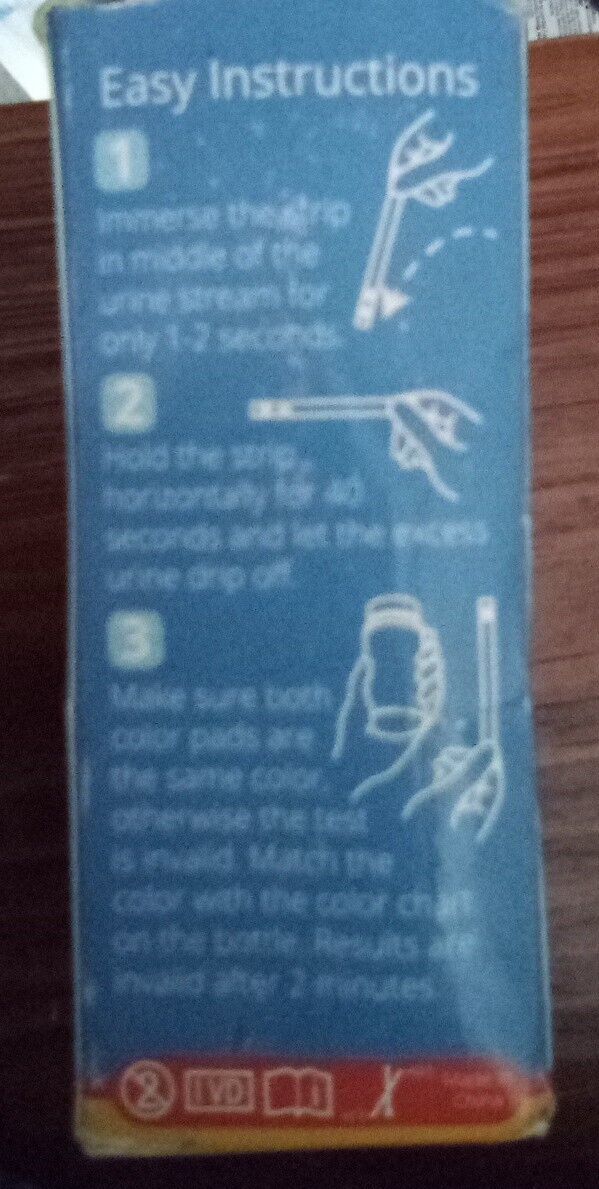 Easy Instructions
1
Immerse the strip
in middle of the
urine stream for
only 1-2 seconds.
2
Hold the strip
horizontally for 40
seconds and let the excess
urine drip off.
3
Make sure both
color pads are
the same color,
otherwise the test
is invalid. Match the
color with the color chart
on the bottle. Results are
invalid after 2 minutes.
2 IVD i